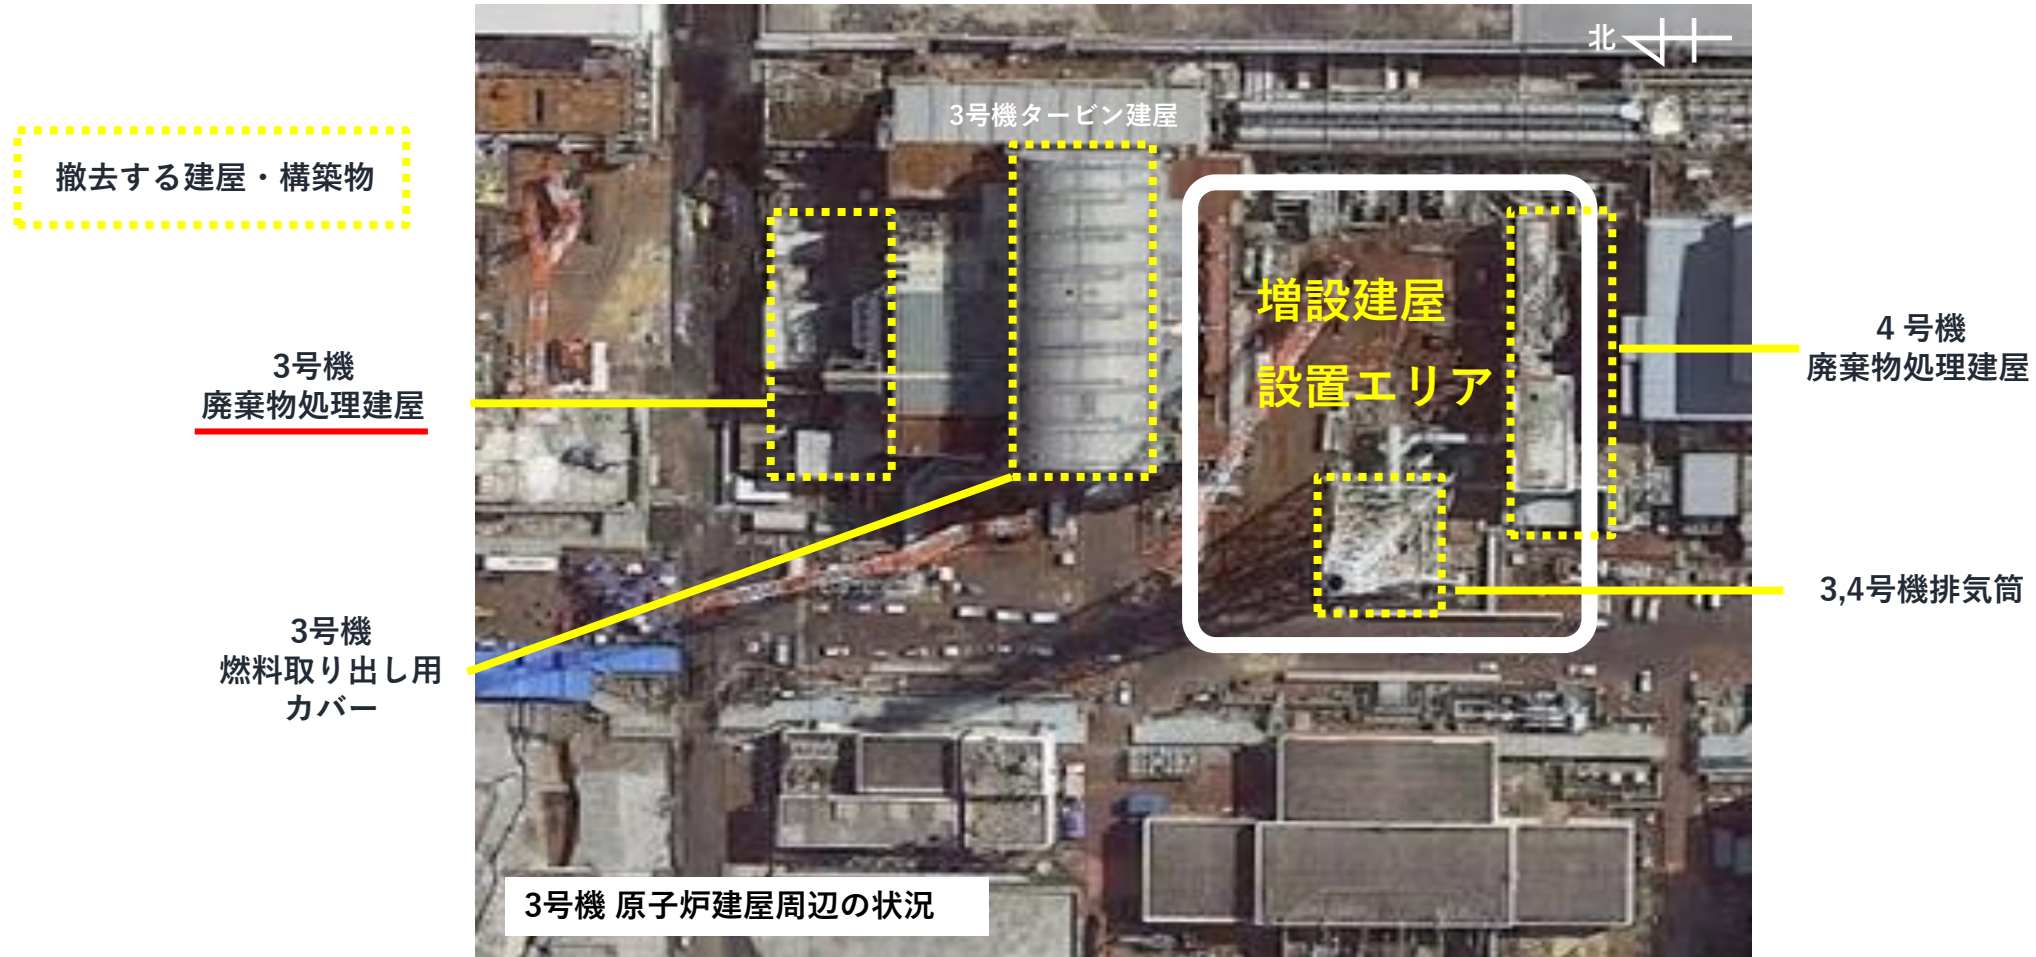 北
3号機タービン建屋
撤去する建屋・構築物
増設建屋
設置エリア
3号機
廃棄物処理建屋
4号機
廃棄物処理建屋
3号機
燃料取り出し用
カバー
3,4号機排気筒
3号機 原子炉建屋周辺の状況